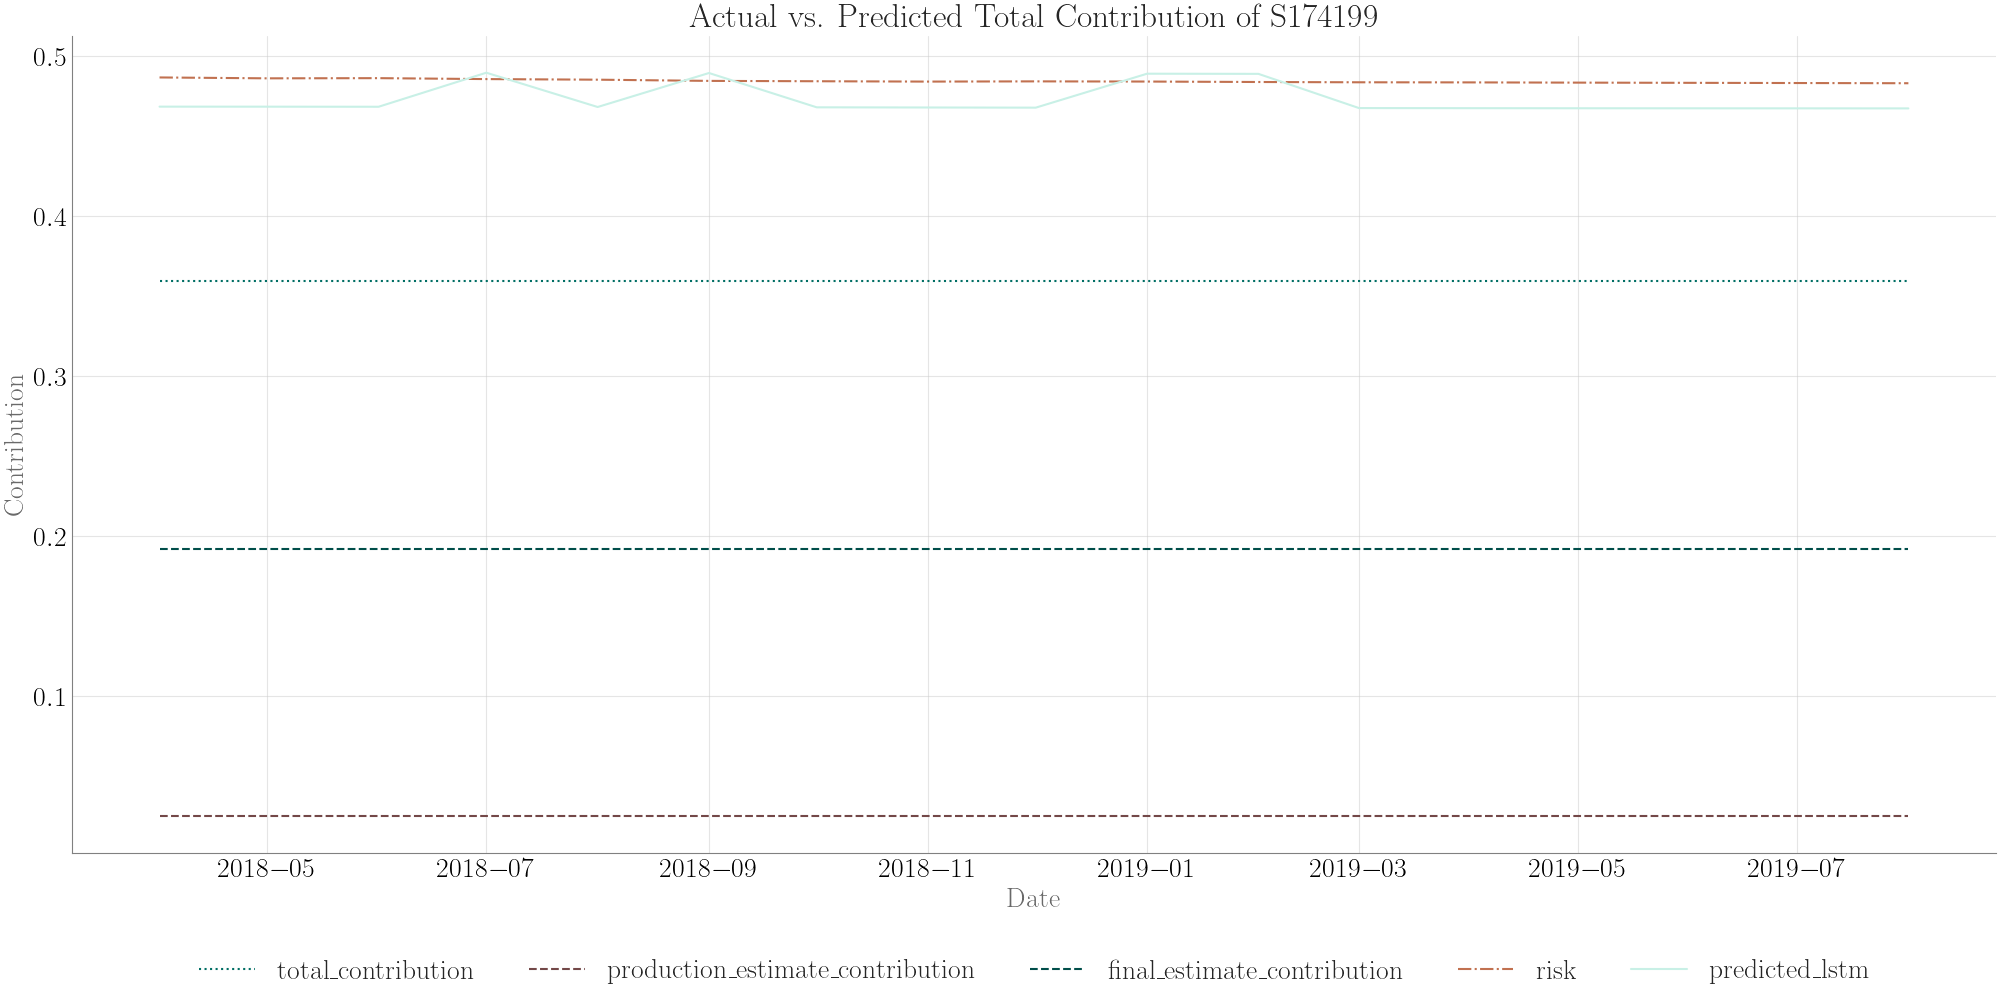 Actual vs. Predicted Total Contribution of S174199
0.5
0.4
0.3
0.2
0.1
Contribution
2018−05 2018−07 2018−09 2018−11 2019−01 2019−03 2019−05 2019−07
Date
total_contribution production_estimate_contribution final_estimate_contribution risk predicted_lstm